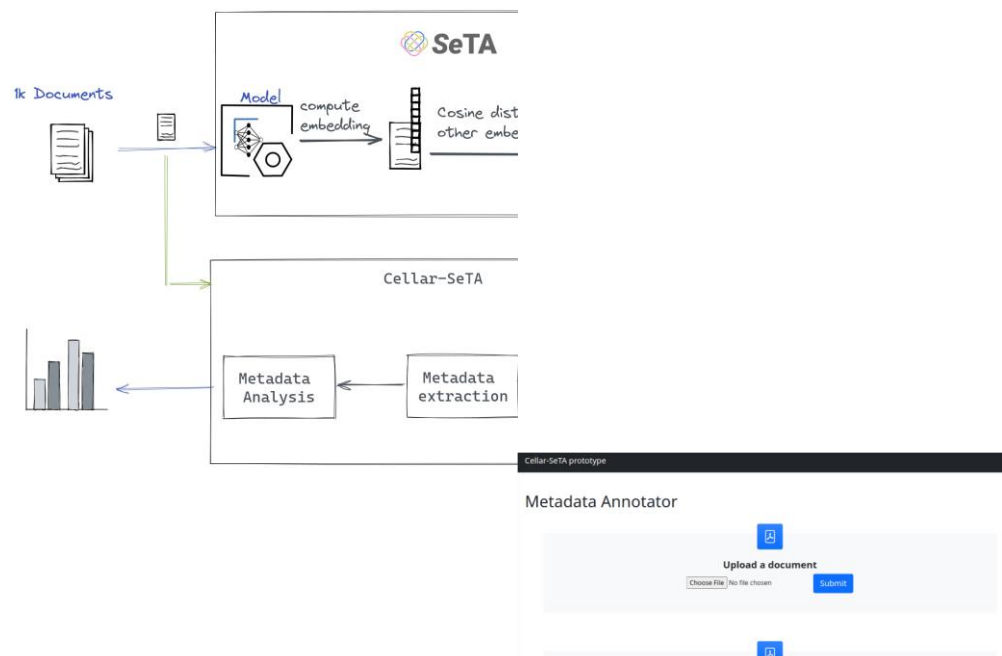 SeTA
1k Documents
Model
compute
embedding
Cosine dist
other embe
Cellar-SeTA
Metadata
Analysis
Metadata
extraction
Cellar-SeTA prototype
Metadata Annotator
Upload a document
Choose File No file chosen
Submit